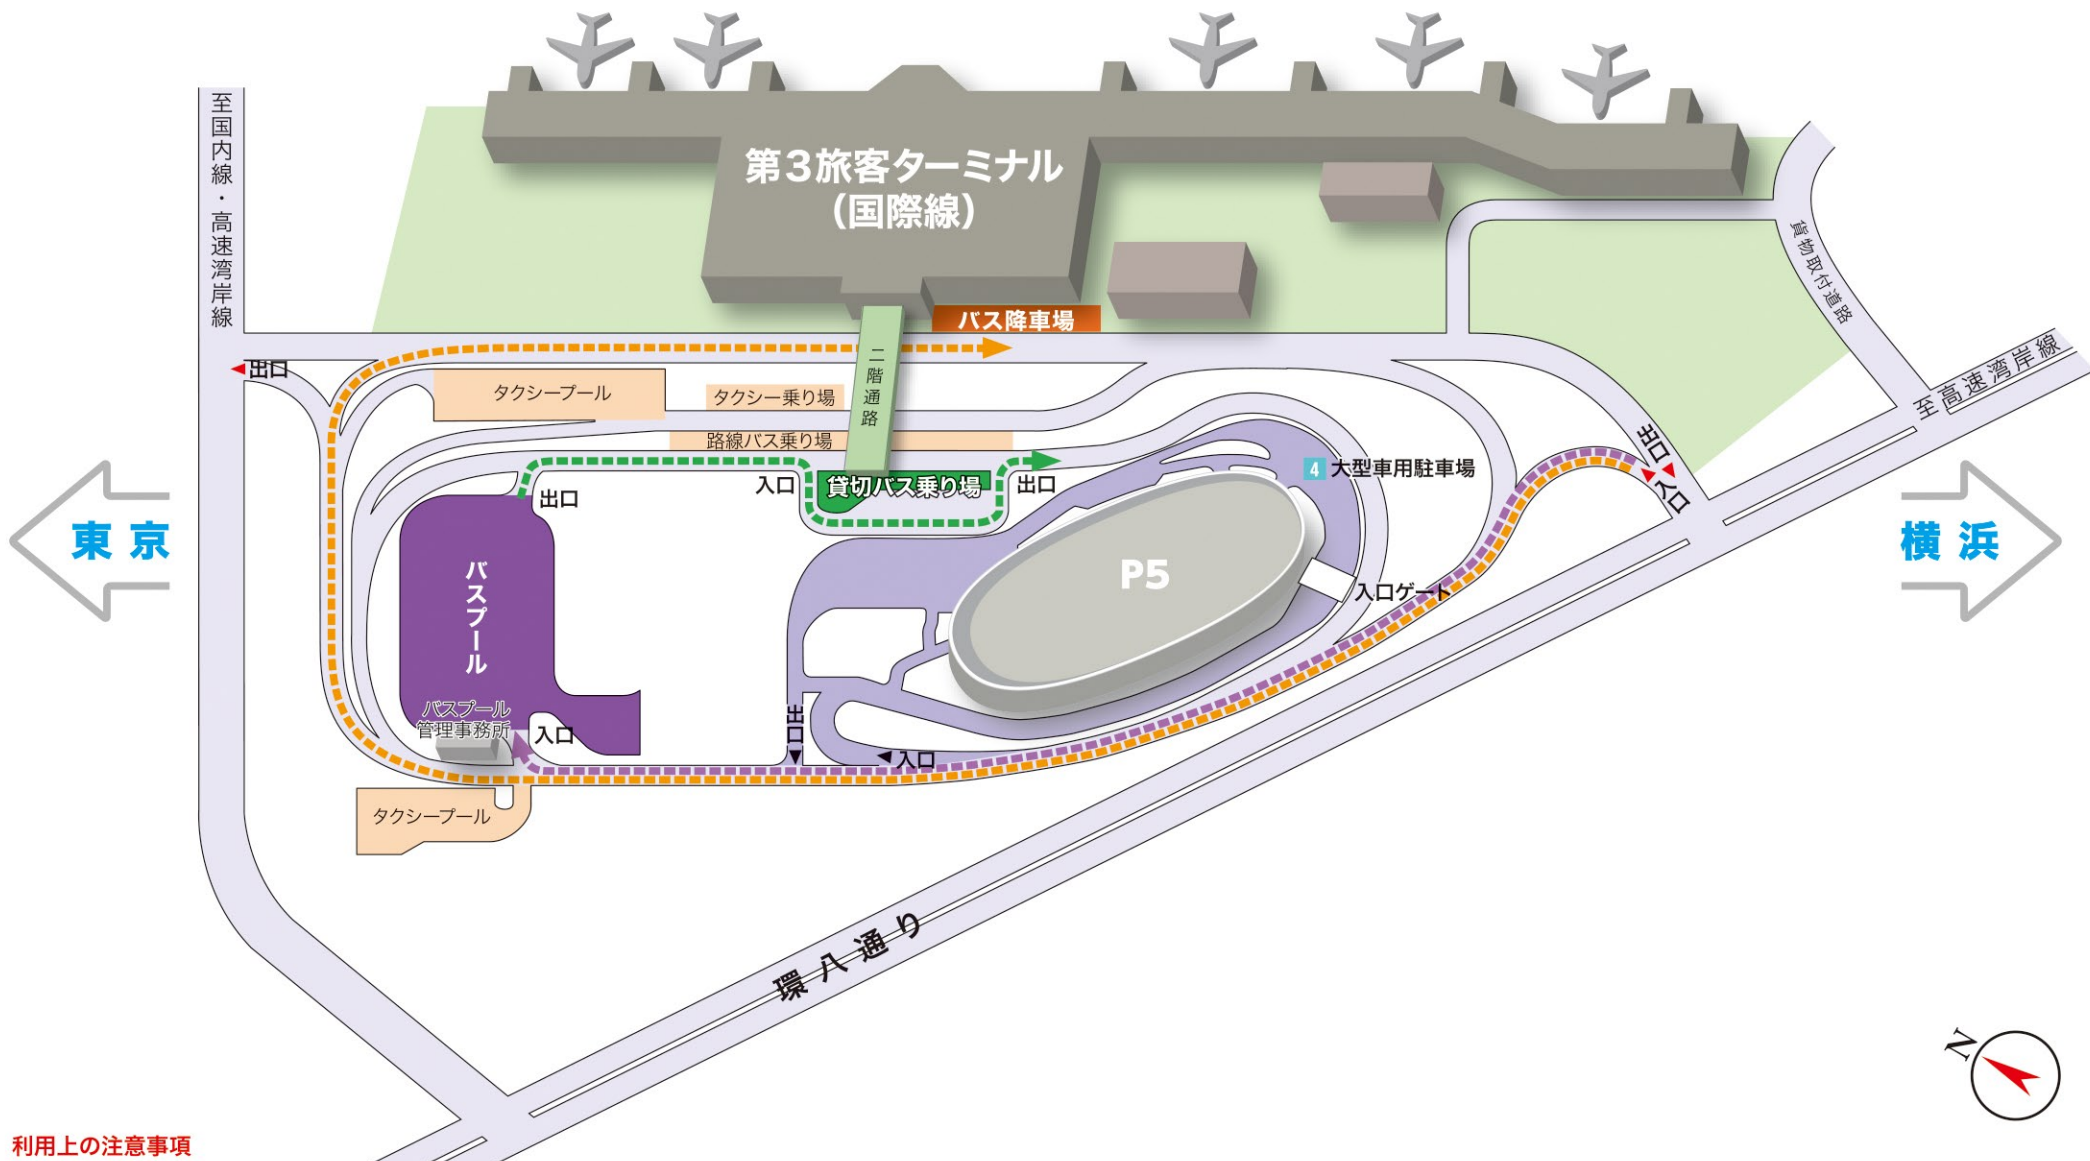 至国内線・高速湾岸線
第3旅客ターミナル
(国際線)
貨物取付道路
バス降車場
至高速湾岸線
二階通路
出口
タクシープール
タクシー乗り場
路線バス乗り場
出口
入口
大型車用駐車場
4
入口
貸切バス乗り場
出口
出口
東京
横浜
バスプール
P5
入口ゲート
バスプール
管理事務所
入口
出口
入口
タクシープール
環八通り
N
利用上の注意事項